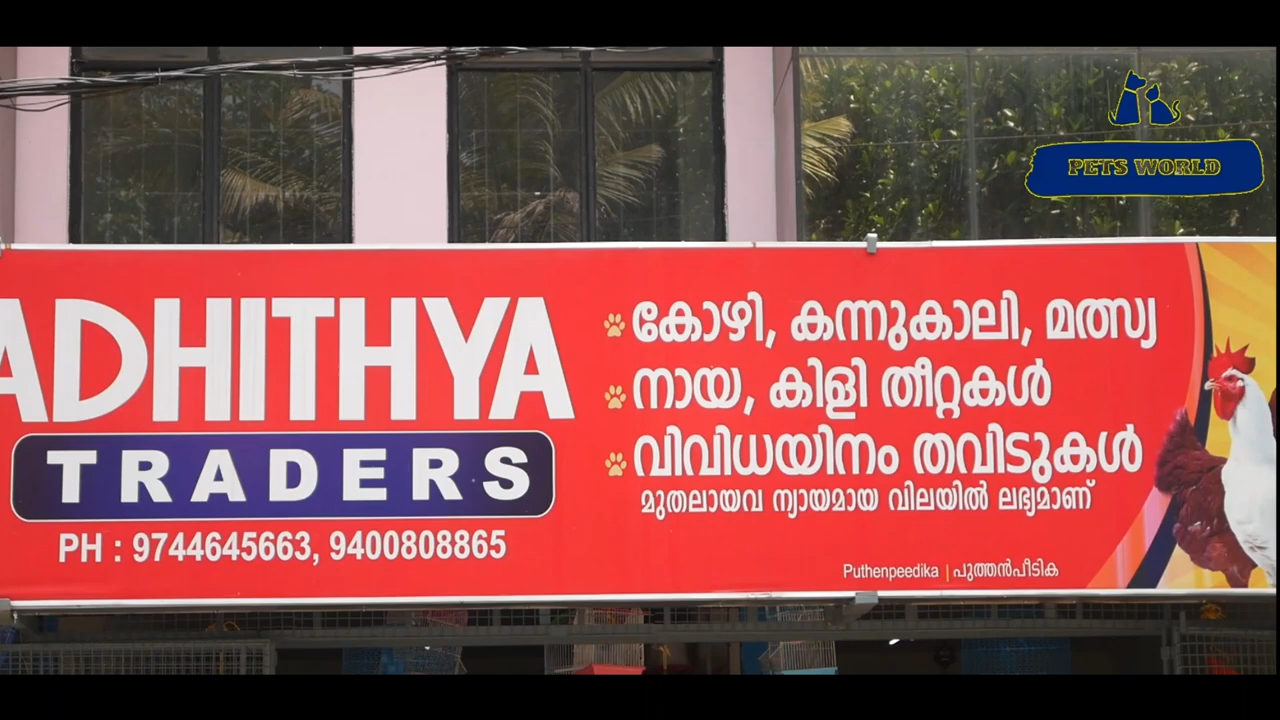 PETS WORLD
ADHITHYA
TRADERS
PH : 9744645663, 9400808865
കോഴി, കന്നുകാലി, മത്സ്യ
നായ, കിളി തീറ്റകൾ
വിവിധയിനം തവിടുകൾ
മുതലായവ ന്യായമായ വിലയിൽ ലഭ്യമാണ്
Puthenpeedika | പുത്തൻപീടിക